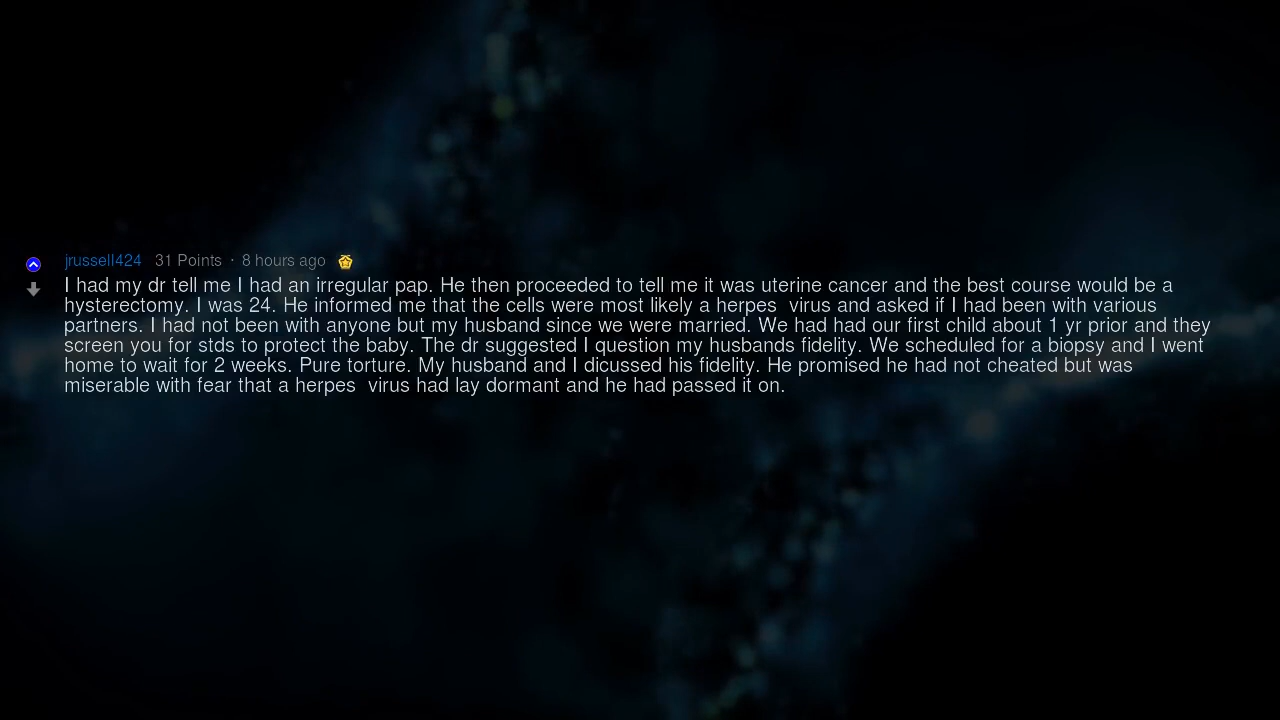 jrussell424 31 Points · 8 hours ago
I had my dr tell me I had an irregular pap. He then proceeded to tell me it was uterine cancer and the best course would be a
hysterectomy. I was 24. He informed me that the cells were most likely a herpes  virus and asked if I had been with various
partners. I had not been with anyone but my husband since we were married. We had had our first child about 1 yr prior and they
screen you for stds to protect the baby. The dr suggested I question my husbands fidelity. We scheduled for a biopsy and I went
home to wait for 2 weeks. Pure torture. My husband and I dicussed his fidelity. He promised he had not cheated but was
miserable with fear that a herpes  virus had lay dormant and he had passed it on.